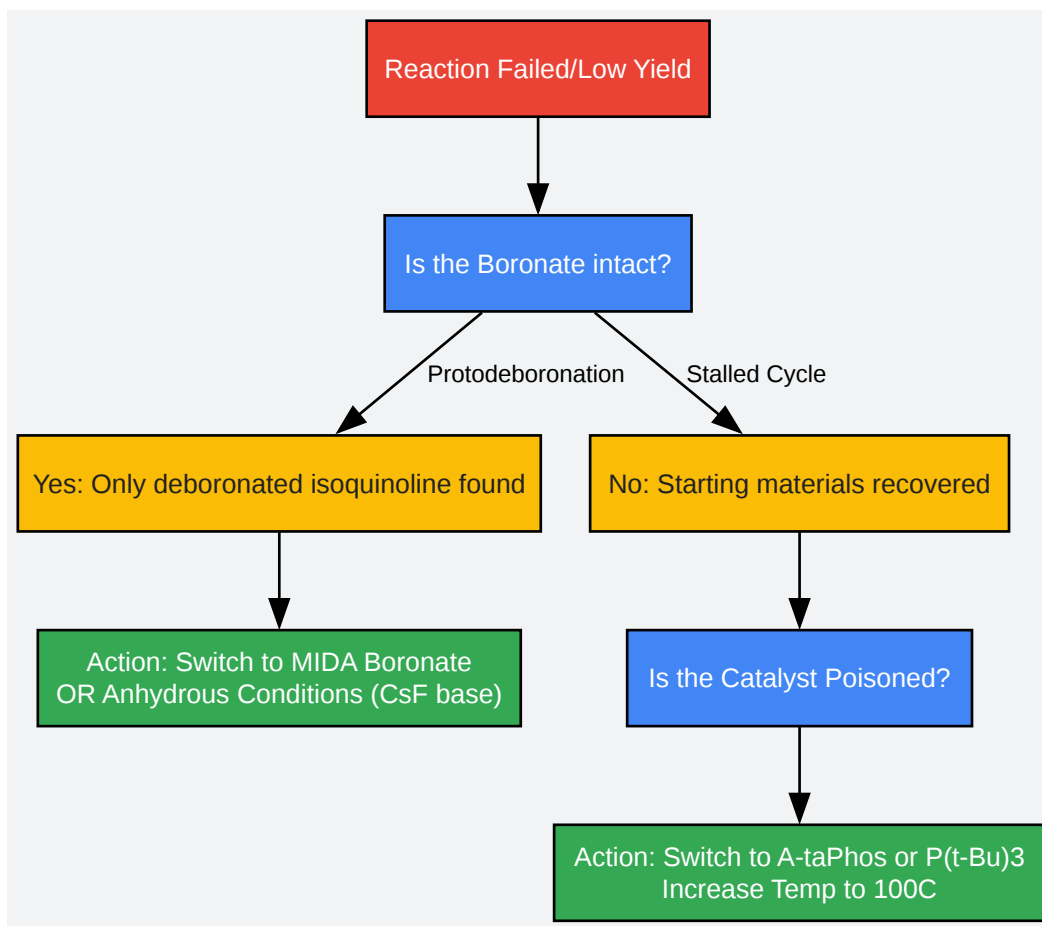 Reaction Failed/Low Yield
Is the Boronate intact?
Protodeboronation
Stalled Cycle
Yes: Only deboronated isoquinoline found
No: Starting materials recovered
Action: Switch to MIDA Boronate
OR Anhydrous Conditions (CsF base)
Is the Catalyst Poisoned?
Action: Switch to A-taPhos or P(t-Bu)3
Increase Temp to 100C